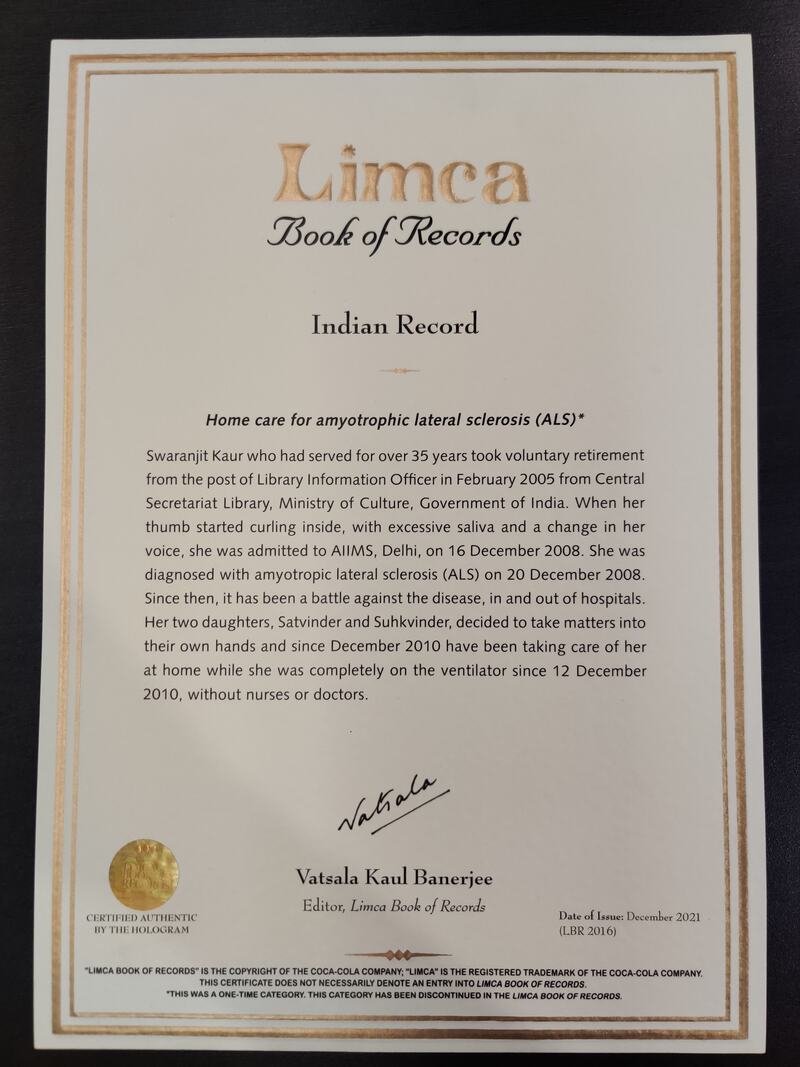 Limca
Book of Records
Indian Record
Home care for amyotrophic lateral sclerosis (ALS)*
Swaranjit Kaur who had served for over 35 years took voluntary retirement
from the post of Library Information Officer in February 2005 from Central
Secretariat Library, Ministry of Culture, Government of India. When her
thumb started curling inside, with excessive saliva and a change in her
voice, she was admitted to AIIMS, Delhi, on 16 December 2008. She was
diagnosed with amyotropic lateral sclerosis (ALS) on 20 December 2008.
Since then, it has been a battle against the disease, in and out of hospitals.
Her two daughters, Satvinder and Suhkvinder, decided to take matters into
their own hands and since December 2010 have been taking care of her
at home while she was completely on the ventilator since 12 December
2010, without nurses or doctors.
Vatsala
Vatsala Kaul Banerjee
Editor, Limca Book of Records
CERTIFIED AUTHENTIC
BY THE HOLOGRAM
Date of Issue: December 2021
(LBR 2016)
"LIMCA BOOK OF RECORDS" IS THE COPYRIGHT OF THE COCA-COLA COMPANY; "LIMCA" IS THE REGISTERED TRADEMARK OF THE COCA-COLA COMPANY.
THIS CERTIFICATE DOES NOT NECESSARILY DENOTE AN ENTRY INTO LIMCA BOOK OF RECORDS.
*THIS WAS A ONE-TIME CATEGORY. THIS CATEGORY HAS BEEN DISCONTINUED IN THE LIMCA BOOK OF RECORDS.